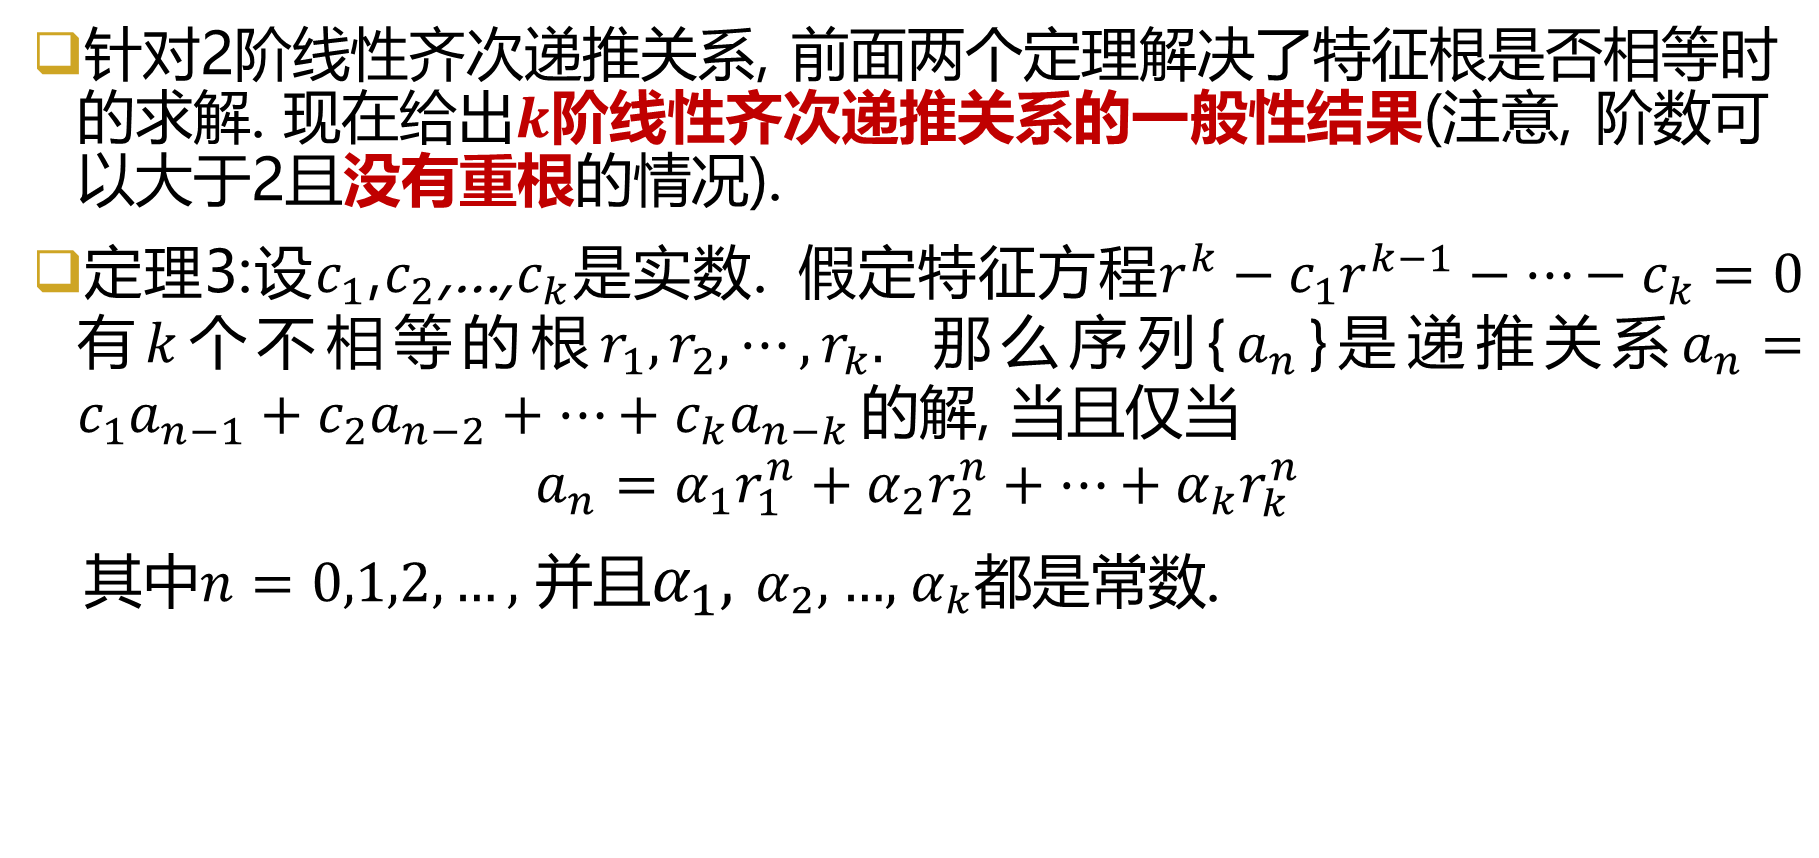 针对2阶线性齐次递推关系, 前面两个定理解决了特征根是否相等时
的求解. 现在给出k阶线性齐次递推关系的一般性结果(注意, 阶数可
以大于2且没有重根的情况).
定理3:设c₁,c₂,…,cₖ是实数. 假定特征方程rᵏ − c₁rᵏ⁻¹ − ⋯ − cₖ = 0
有k个不相等的根r₁, r₂, ⋯ , rₖ. 那么序列{aₙ}是递推关系aₙ =
c₁aₙ₋₁ + c₂aₙ₋₂ + ⋯ + cₖaₙ₋ₖ 的解, 当且仅当
aₙ = α₁r₁ⁿ + α₂r₂ⁿ + ⋯ + αₖrₖⁿ
其中n = 0,1,2, … , 并且α₁, α₂, …, αₖ都是常数.